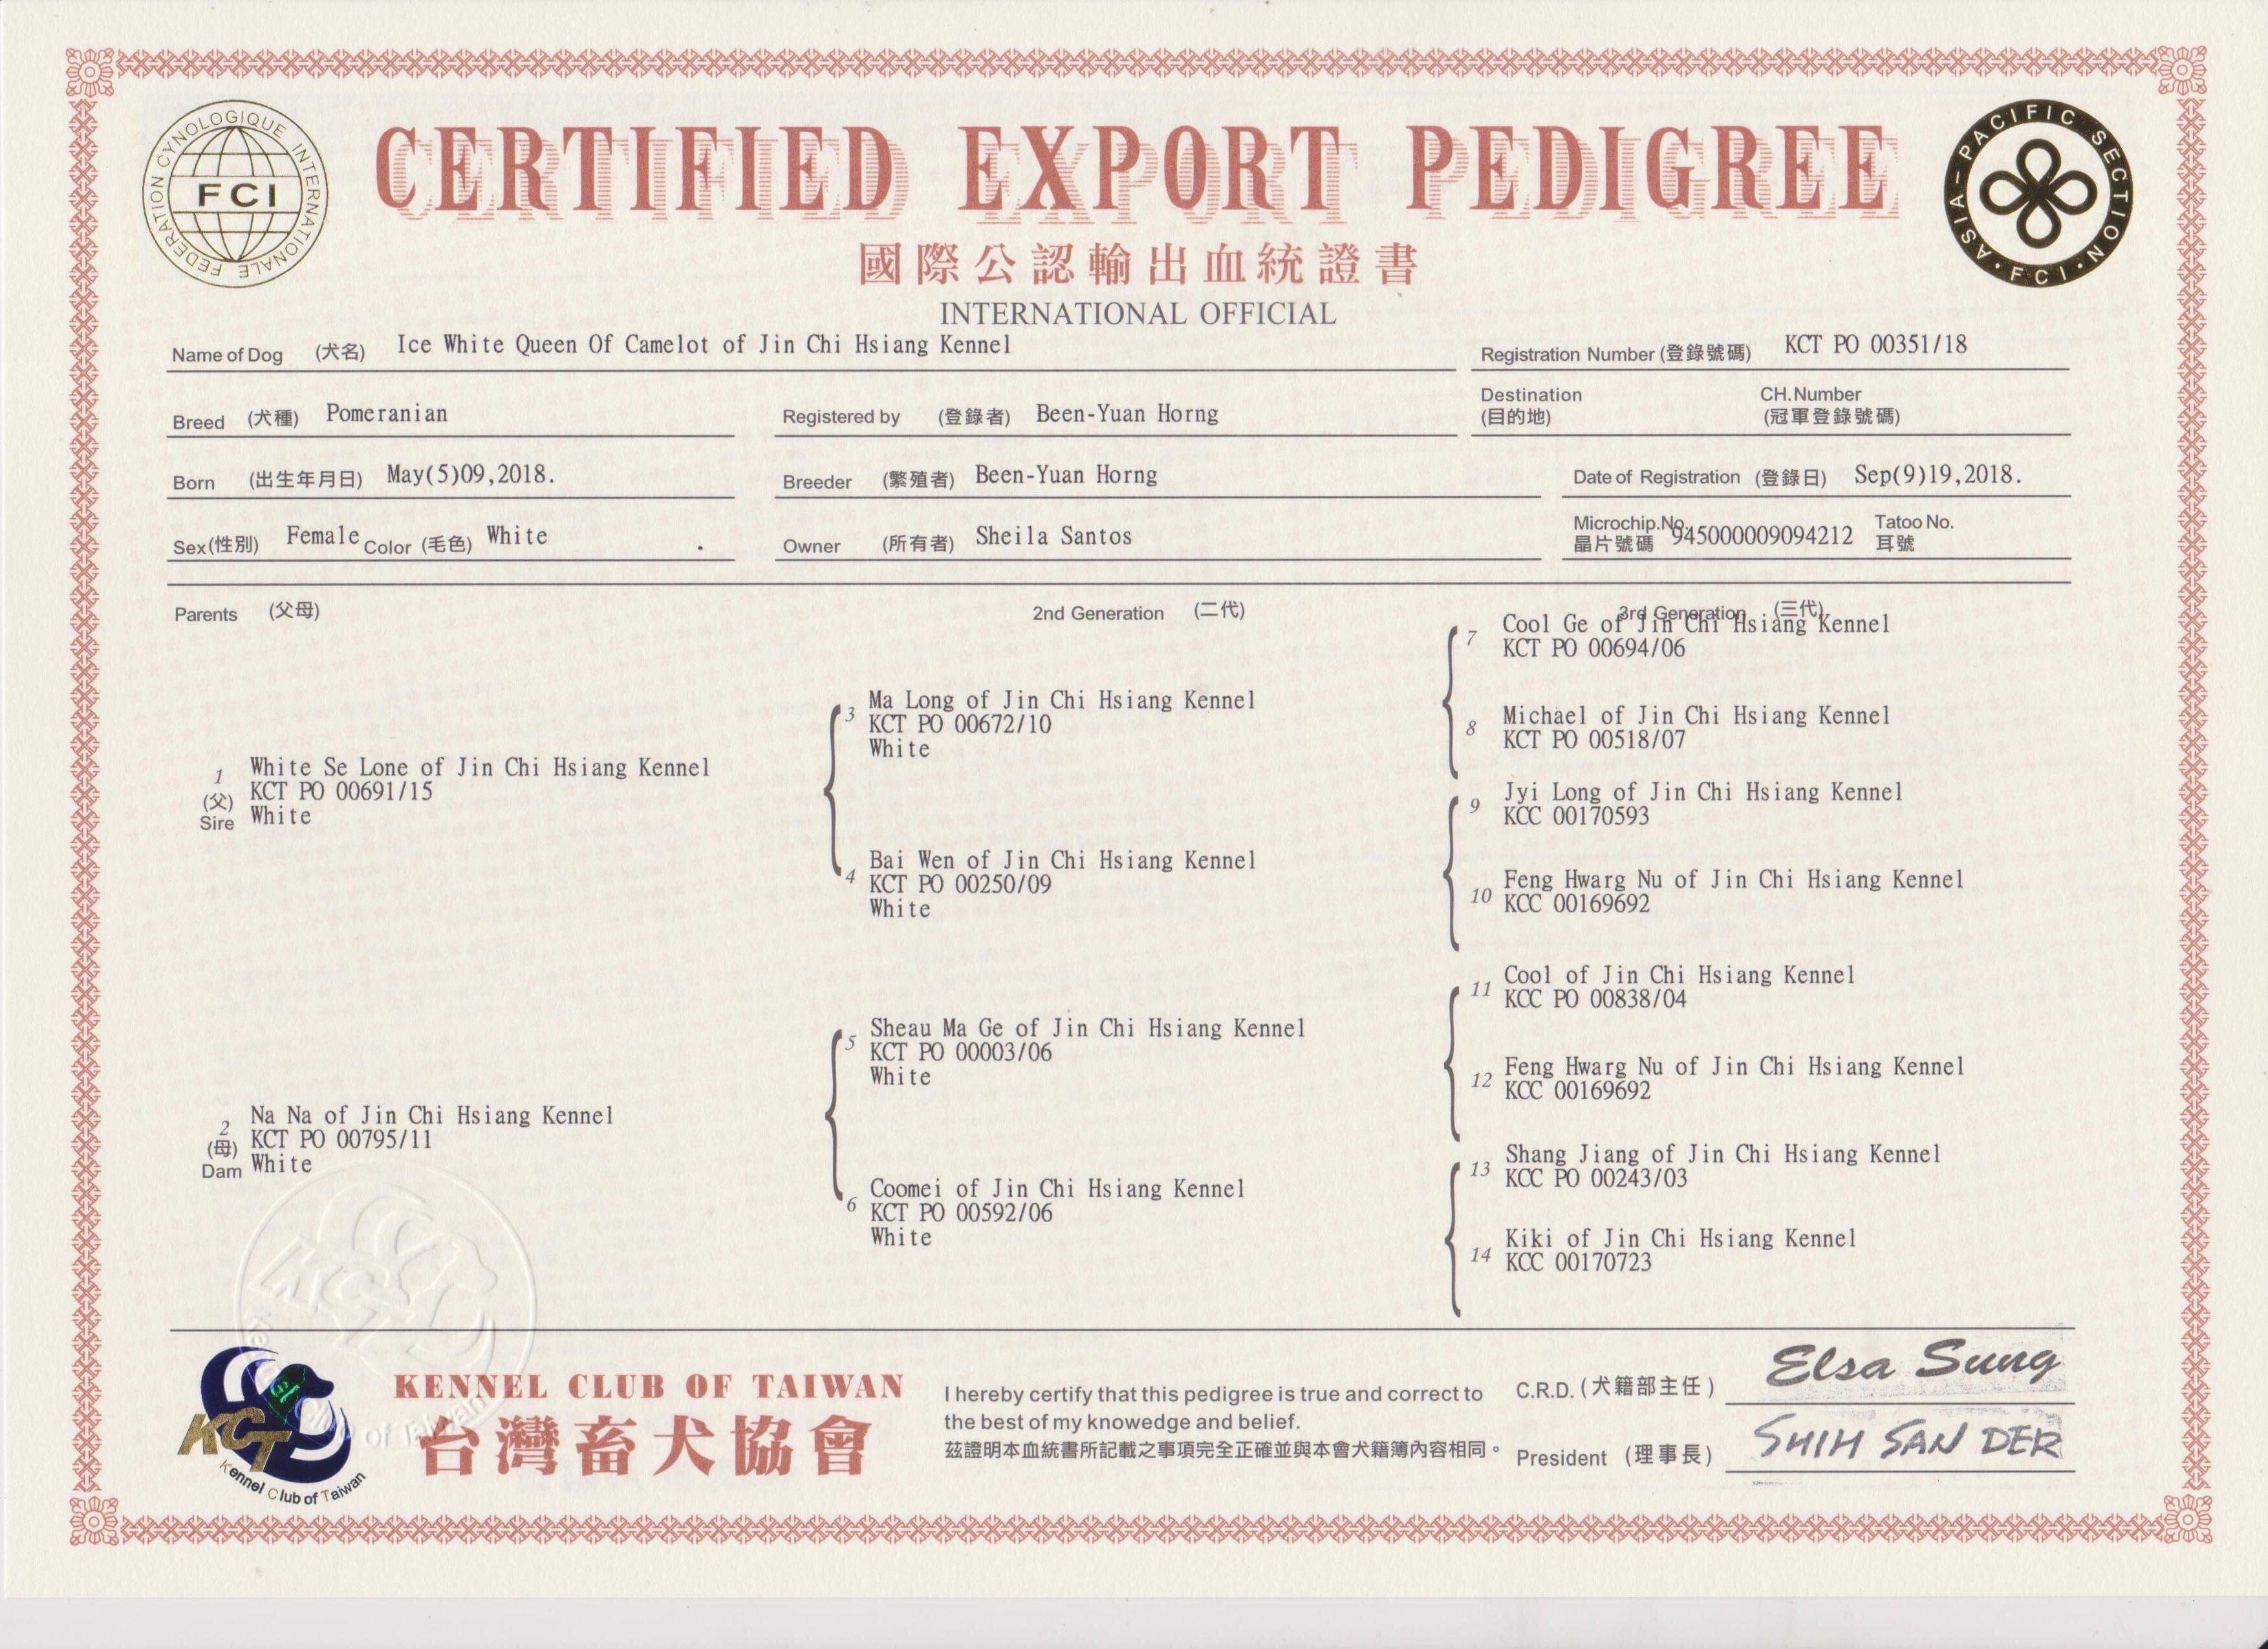 FEDERATION CYNOLOGIQUE INTERNATIONALE
FCI
CERTIFIED EXPORT PEDIGREE
ASIA-PACIFIC SECTION
·FCI·
國際公認輸出血統證書
INTERNATIONAL OFFICIAL
Name of Dog (犬名) Ice White Queen Of Camelot of Jin Chi Hsiang Kennel
Registration Number (登錄號碼) KCT PO 00351/18
Breed (犬種) Pomeranian
Registered by (登錄者) Been-Yuan Horng
Destination
(目的地)
CH.Number
(冠軍登錄號碼)
Born (出生年月日) May(5)09,2018.
Breeder (繁殖者) Been-Yuan Horng
Date of Registration (登錄日) Sep(9)19,2018.
Sex(性別) Female Color (毛色) White .
Owner (所有者) Sheila Santos
Microchip.No.
晶片號碼 945000009094212
Tatoo No.
耳號
Parents (父母)
2nd Generation (二代)
3rd Generation (三代)
1
(父)
Sire
White Se Lone of Jin Chi Hsiang Kennel
KCT PO 00691/15
White
2
(母)
Dam
Na Na of Jin Chi Hsiang Kennel
KCT PO 00795/11
White
3 Ma Long of Jin Chi Hsiang Kennel
KCT PO 00672/10
White
4 Bai Wen of Jin Chi Hsiang Kennel
KCT PO 00250/09
White
5 Sheau Ma Ge of Jin Chi Hsiang Kennel
KCT PO 00003/06
White
6 Coomei of Jin Chi Hsiang Kennel
KCT PO 00592/06
White
7 Cool Ge of Jin Chi Hsiang Kennel
KCT PO 00694/06
8 Michael of Jin Chi Hsiang Kennel
KCT PO 00518/07
9 Jyi Long of Jin Chi Hsiang Kennel
KCC 00170593
10 Feng Hwarg Nu of Jin Chi Hsiang Kennel
KCC 00169692
11 Cool of Jin Chi Hsiang Kennel
KCC PO 00838/04
12 Feng Hwarg Nu of Jin Chi Hsiang Kennel
KCC 00169692
13 Shang Jiang of Jin Chi Hsiang Kennel
KCC PO 00243/03
14 Kiki of Jin Chi Hsiang Kennel
KCC 00170723
KCT
KCT
Kennel Club of Taiwan
KENNEL CLUB OF TAIWAN
台灣畜犬協會
I hereby certify that this pedigree is true and correct to
the best of my knowedge and belief.
茲證明本血統書所記載之事項完全正確並與本會犬籍簿內容相同。
C.R.D. (犬籍部主任) Elsa Sung
President (理事長) SHIH SAN DER